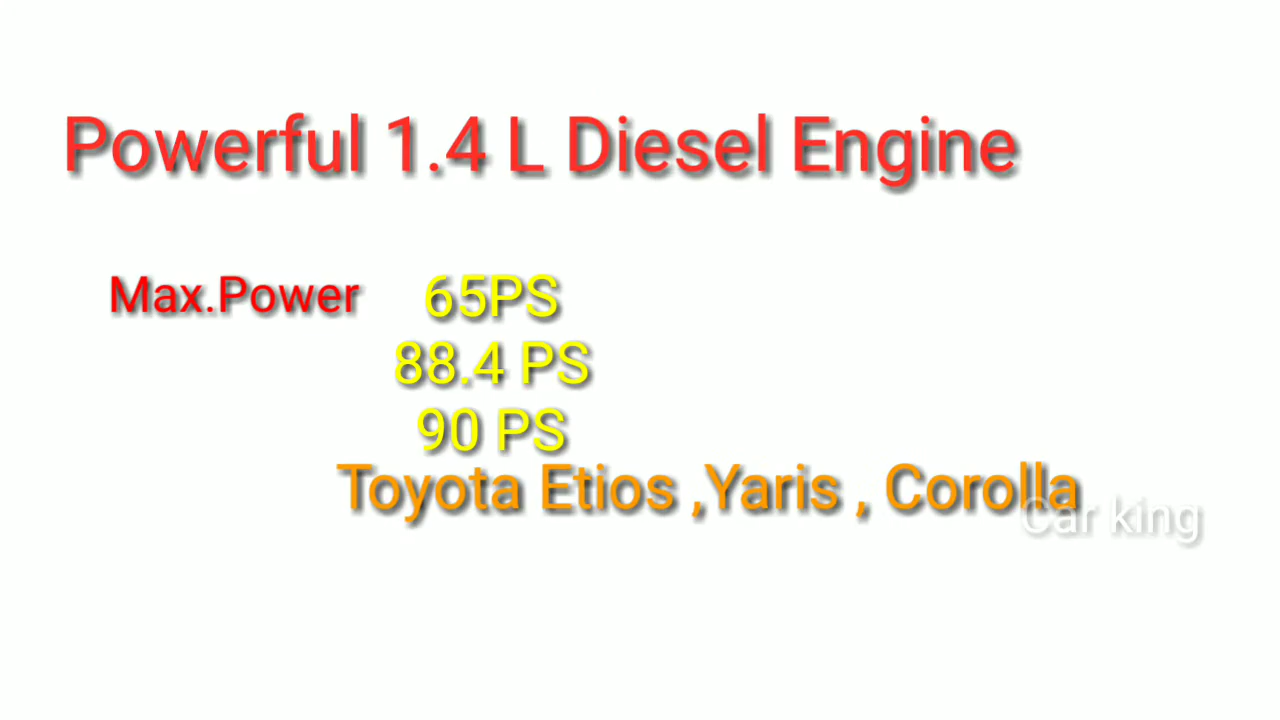 Powerful 1.4 L Diesel Engine
Max.Power 65PS
88.4 PS
90 PS
Toyota Etios ,Yaris , Corolla
Car king